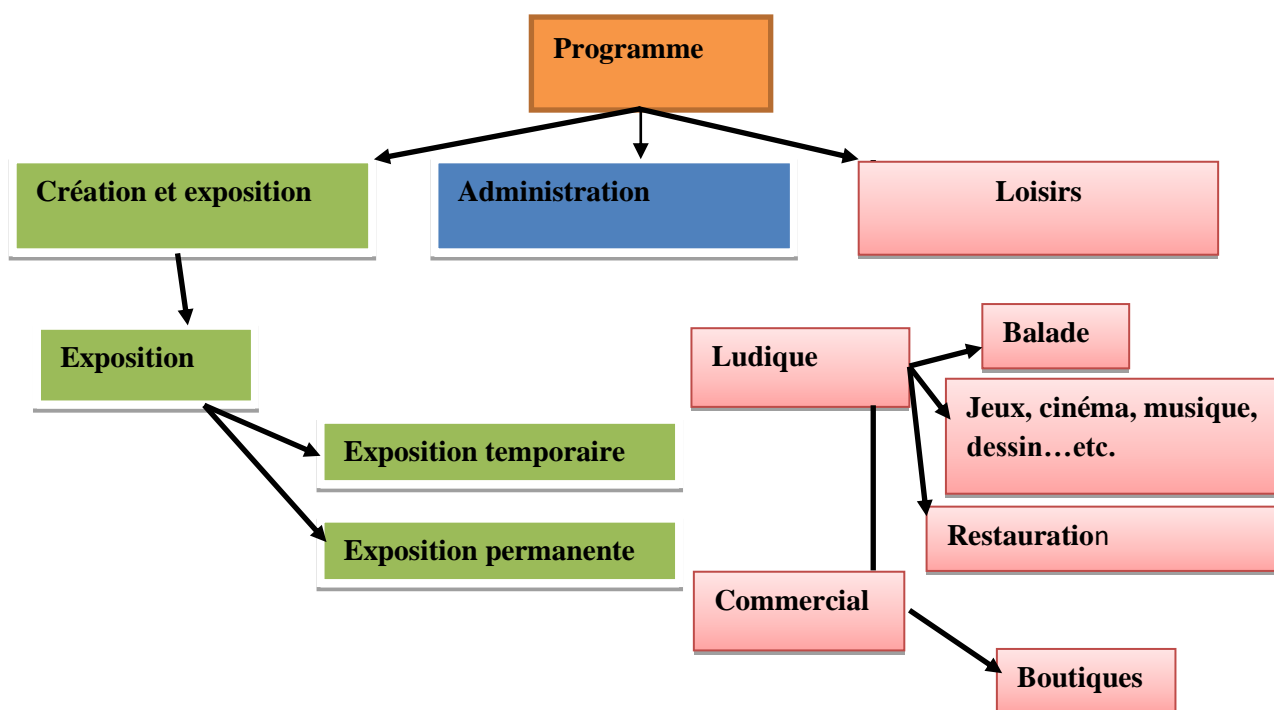 Programme
Création et exposition
Administration
Loisirs
Exposition
Ludique
Balade
Jeux, cinéma, musique,
dessin…etc.
Exposition temporaire
Exposition permanente
Restauration
Commercial
Boutiques